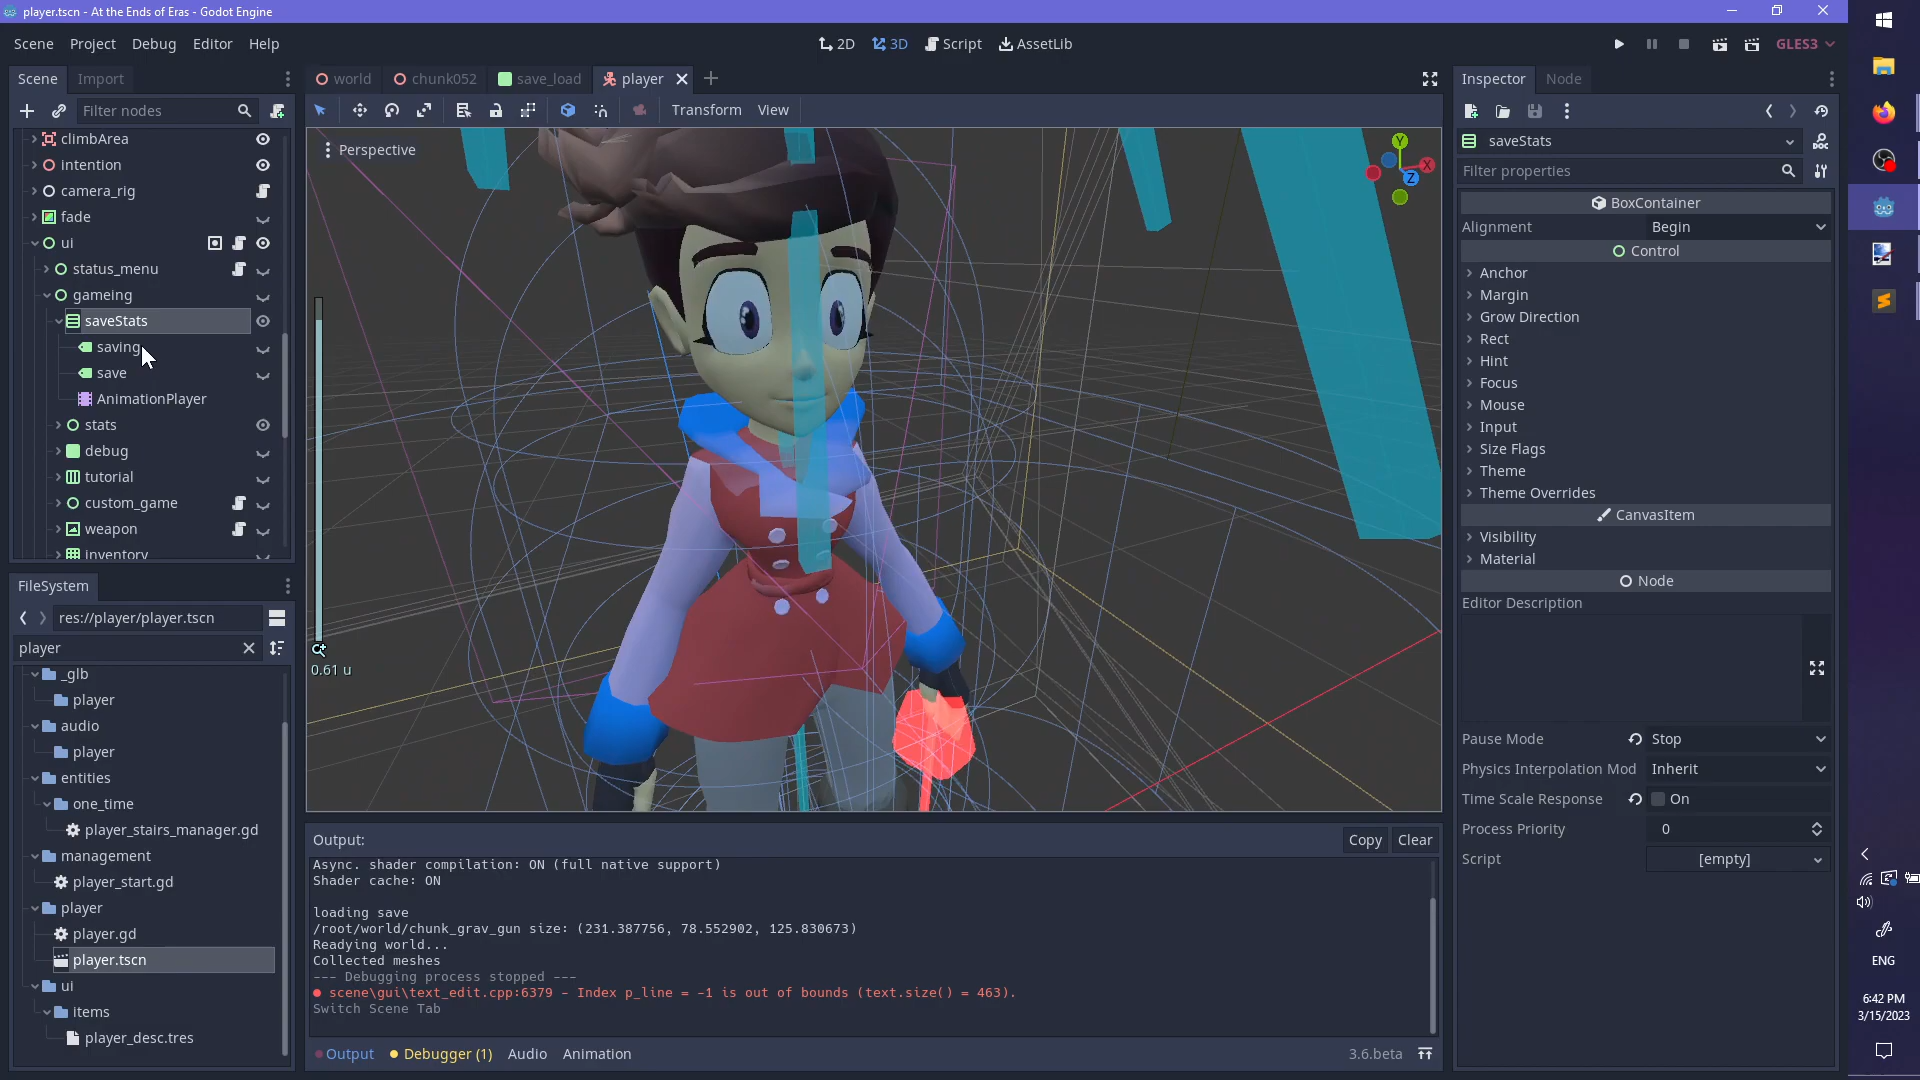 player.tscn - At the Ends of Eras - Godot Engine
Scene Project Debug Editor Help
2D 3D Script AssetLib
GLES3
Scene Import
Filter nodes
climbArea
intention
camera_rig
fade
ui
status_menu
gameing
saveStats
saving
save
AnimationPlayer
stats
debug
tutorial
custom_game
weapon
inventory
FileSystem
res://player/player.tscn
player
_glb
player
audio
player
entities
one_time
player_stairs_manager.gd
management
player_start.gd
player
player.gd
player.tscn
ui
items
player_desc.tres
world chunk052 save_load player
Transform View
Perspective
Y
X
Z
0.61 u
Output:
Copy Clear
Async. shader compilation: ON (full native support)
Shader cache: ON
loading save
/root/world/chunk_grav_gun size: (231.387756, 78.552902, 125.830673)
Readying world...
Collected meshes
--- Debugging process stopped ---
scene\gui\text_edit.cpp:6379 - Index p_line = -1 is out of bounds (text.size() = 463).
Switch Scene Tab
Output Debugger (1) Audio Animation
3.6.beta
Inspector Node
saveStats
DOC
Filter properties
BoxContainer
Alignment Begin
Control
Anchor
Margin
Grow Direction
Rect
Hint
Focus
Mouse
Input
Size Flags
Theme
Theme Overrides
CanvasItem
Visibility
Material
Node
Editor Description
Pause Mode Stop
Physics Interpolation Mod Inherit
Time Scale Response On
Process Priority 0
Script [empty]
ENG
6:42 PM
3/15/2023